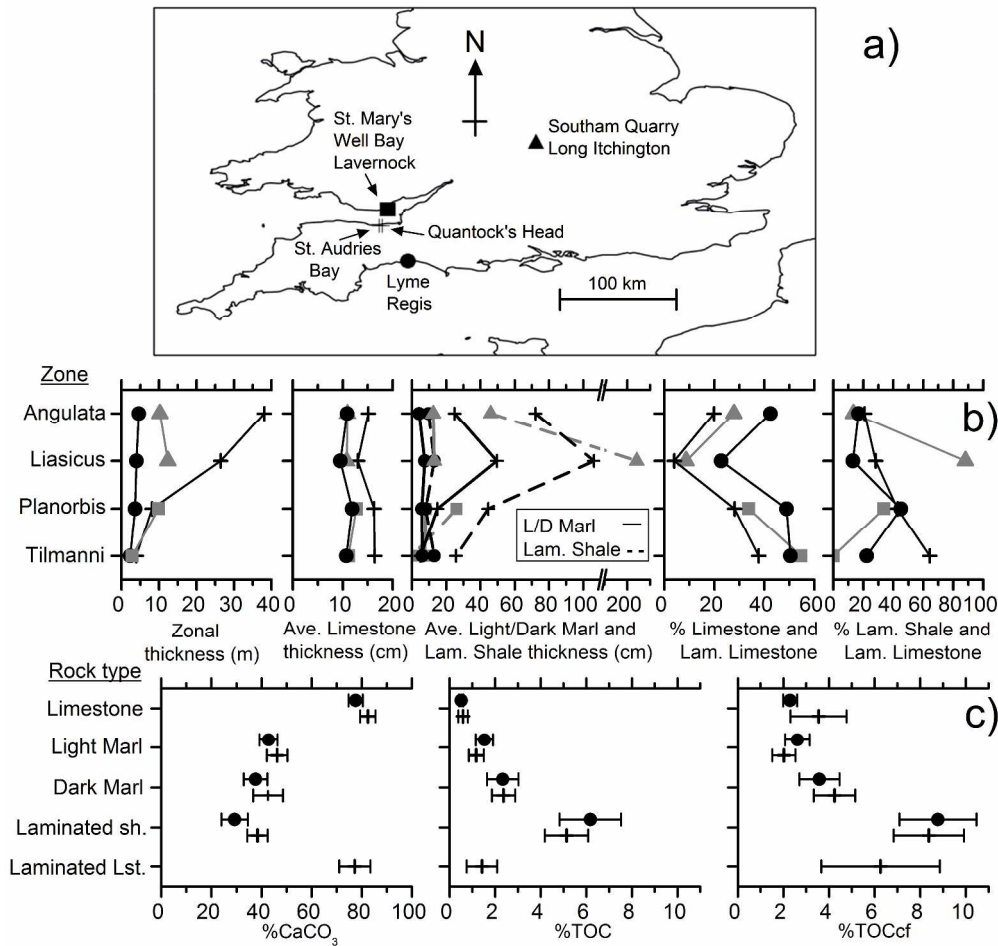 a)
N
St. Mary's
Well Bay
Lavernock
Southam Quarry
Long Itchington
St. Audries
Bay
Quantock's Head
Lyme
Regis
100 km
b)
Zone
Angulata
Liasicus
Planorbis
Tilmanni
L/D Marl
Lam. Shale
0 10 20 30 40
0 10 20
0 20 40 60 80 100 200
0 20 40 60
0 20 40 60 80 100
Zonal
thickness (m)
Ave. Limestone
thickness (cm)
Ave. Light/Dark Marl and
Lam. Shale thickness (cm)
% Limestone and
Lam. Limestone
% Lam. Shale and
Lam. Limestone
c)
Rock type
Limestone
Light Marl
Dark Marl
Laminated sh.
Laminated Lst.
0 20 40 60 80 100
%CaCO3
0 2 4 6 8 10
%TOC
0 2 4 6 8 10
%TOCcf